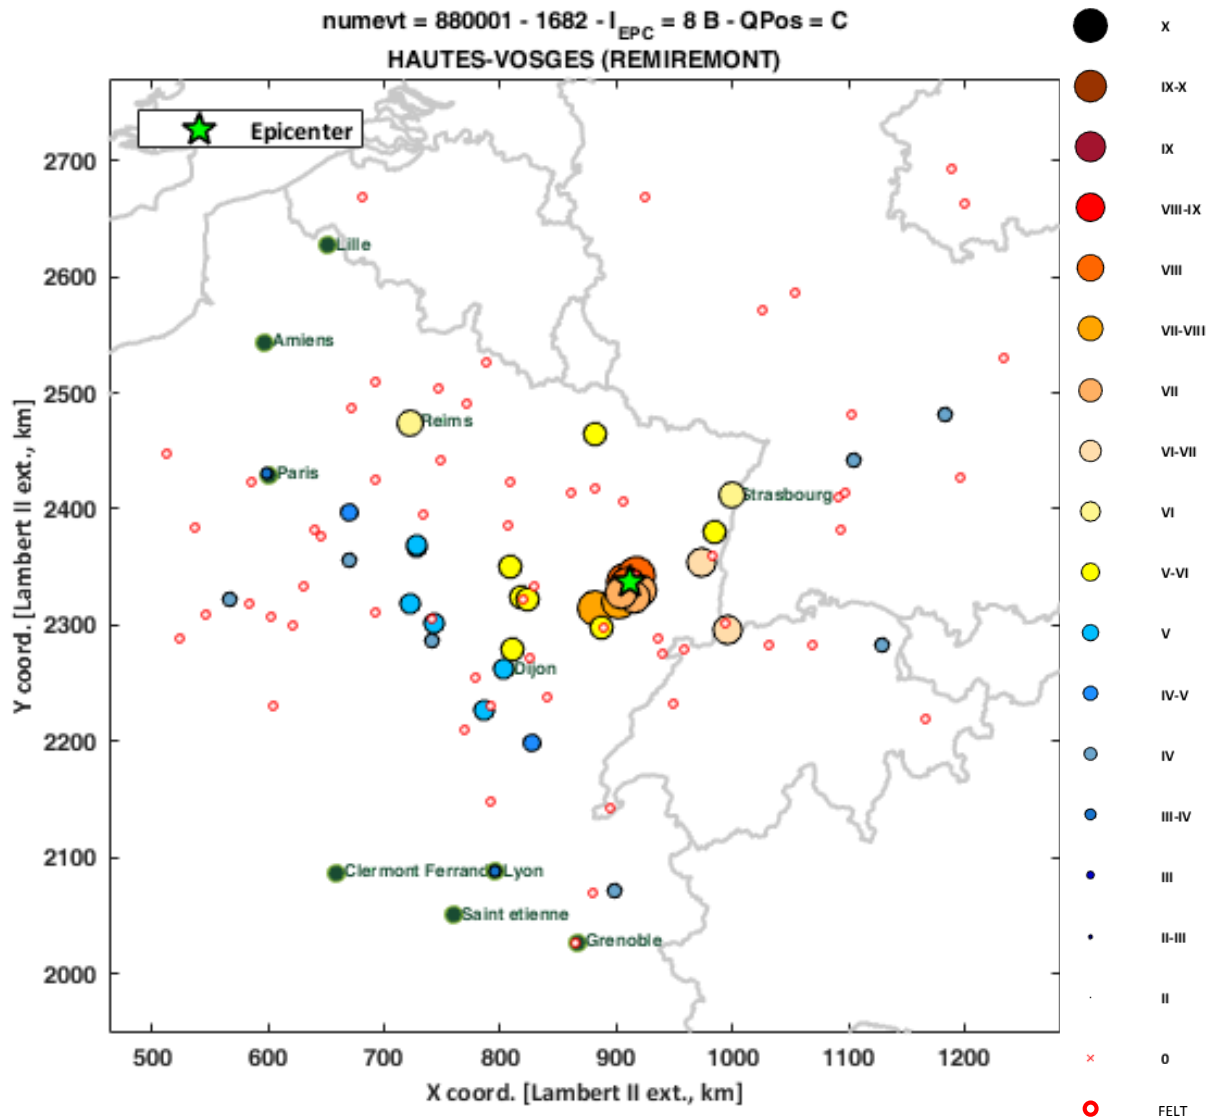 numevt = 880001 - 1682 - I_EPC = 8 B - QPos = C
HAUTES-VOSGES (REMIREMONT)
Epicenter
Y coord. [Lambert II ext., km]
2700
2600
2500
2400
2300
2200
2100
2000
Lille
Amiens
Reims
Paris
Strasbourg
Dijon
Clermont Ferrand
Lyon
Saint etienne
Grenoble
500 600 700 800 900 1000 1100 1200
X coord. [Lambert II ext., km]
X
IX-X
IX
VIII-IX
VIII
VII-VIII
VII
VI-VII
VI
V-VI
V
IV-V
IV
III-IV
III
II-III
II
0
FELT